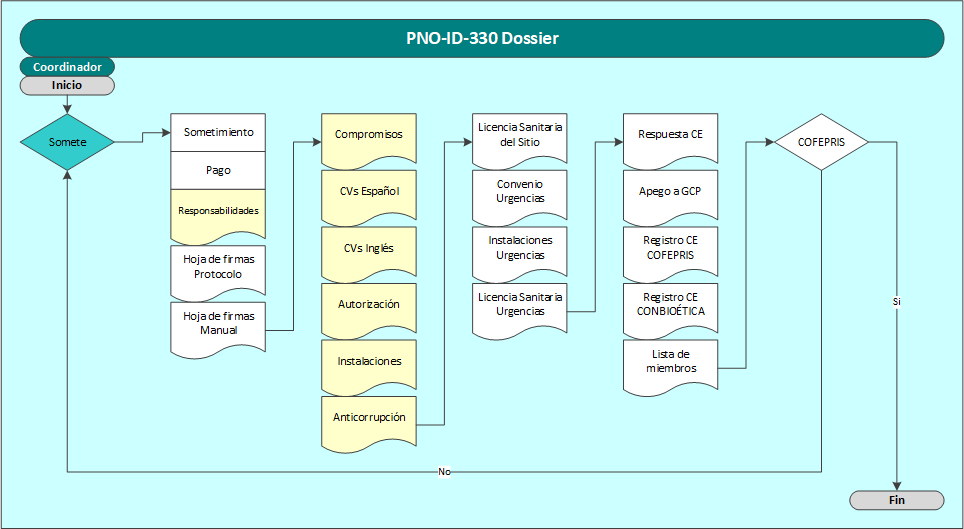 PNO-ID-330 Dossier
Coordinador
Inicio
Somete
Sometimiento
Pago
Responsabilidades
Hoja de firmas
Protocolo
Hoja de firmas
Manual
Compromisos
CVs Español
CVs Inglés
Autorización
Instalaciones
Anticorrupción
Licencia Sanitaria
del Sitio
Convenio
Urgencias
Instalaciones
Urgencias
Licencia Sanitaria
Urgencias
Respuesta CE
Apego a GCP
Registro CE
COFEPRIS
Registro CE
CONBIOÉTICA
Lista de
miembros
COFEPRIS
Si
No
Fin